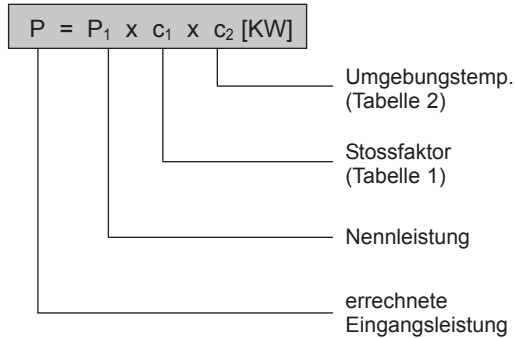 P = P₁ x c₁ x c₂ [KW]
Umgebungstemp.
(Tabelle 2)
Stossfaktor
(Tabelle 1)
Nennleistung
errechnete
Eingangsleistung